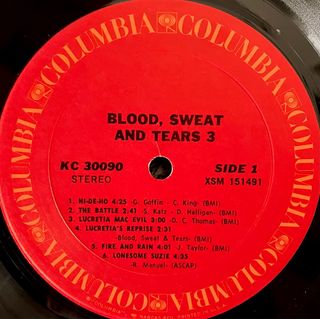 COLUMBIA COLUMBIA COLUMBIA COLUMBIA COLUMBIA COLUMBIA
BLOOD, SWEAT
AND TEARS 3
KC 30090
STEREO
SIDE 1
XSM 151491
1. HI-DE-HO 4:25 G. Goffin - C. King- (BMI)
2. THE BATTLE 2:41 S. Katz - D. Halligan- (BMI)
3. LUCRETIA MAC EVIL 3:00 D. C. Thomas- (BMI)
4. LUCRETIA'S REPRISE 2:31
-Blood, Sweat & Tears- (BMI)
5. FIRE AND RAIN 4:01 J. Taylor- (BMI)
6. LONESOME SUZIE 4:25
-R. Manuel- (ASCAP)